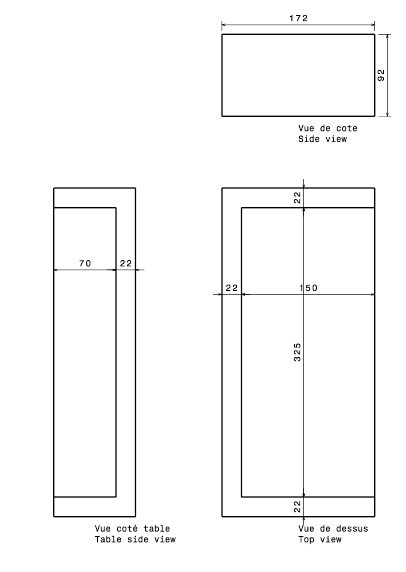 172
92
Vue de cote
Side view
22
70
22
22
150
325
22
Vue coté table
Table side view
Vue de dessus
Top view